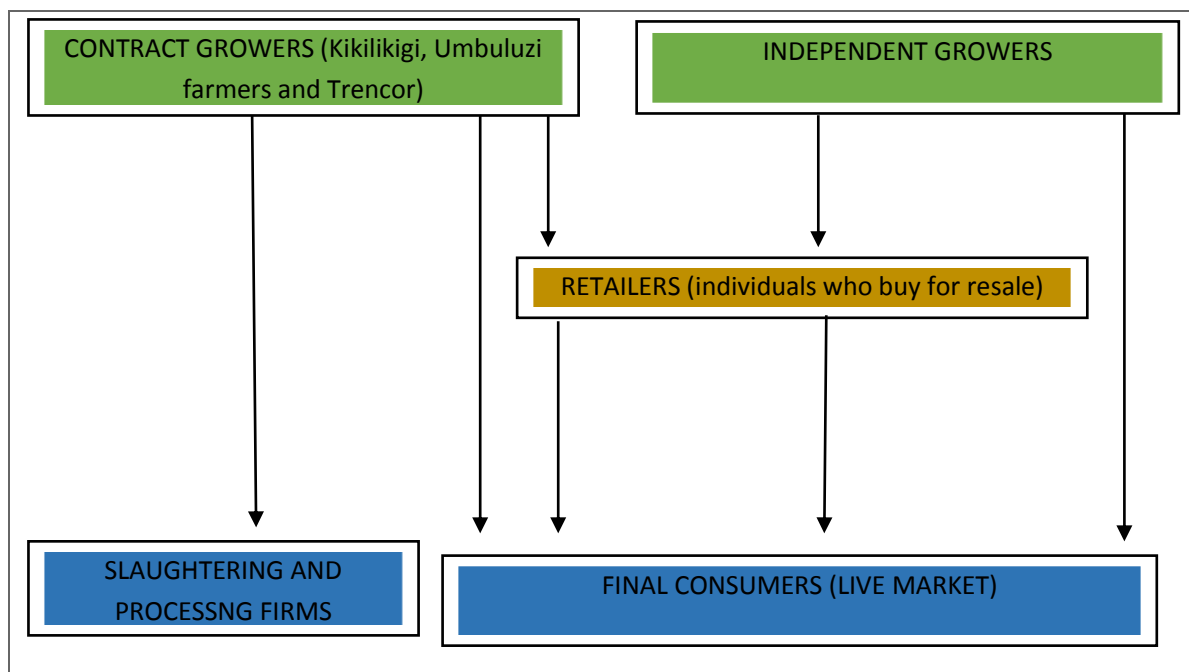 CONTRACT GROWERS (Kikilikigi, Umbuluzi
farmers and Trencor)
INDEPENDENT GROWERS
RETAILERS (individuals who buy for resale)
SLAUGHTERING AND
PROCESSNG FIRMS
FINAL CONSUMERS (LIVE MARKET)